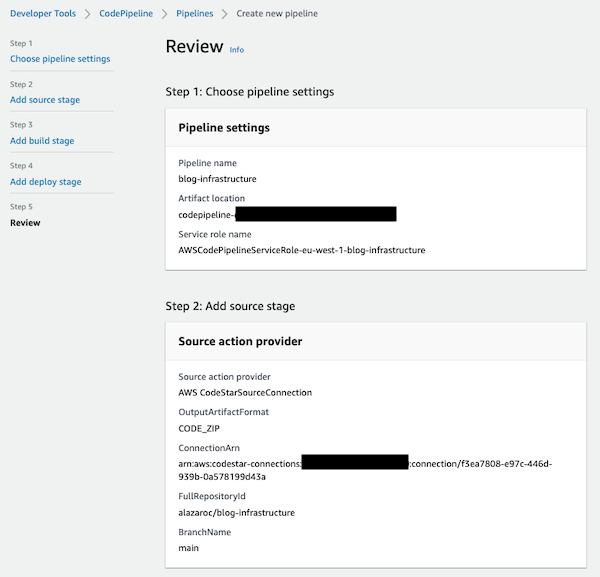 Developer Tools > CodePipeline > Pipelines > Create new pipeline
Step 1
Choose pipeline settings
Step 2
Add source stage
Step 3
Add build stage
Step 4
Add deploy stage
Step 5
Review
Review Info
Step 1: Choose pipeline settings
Pipeline settings
Pipeline name
blog-infrastructure
Artifact location
codepipeline-
Service role name
AWSCodePipelineServiceRole-eu-west-1-blog-infrastructure
Step 2: Add source stage
Source action provider
Source action provider
AWS CodeStarSourceConnection
OutputArtifactFormat
CODE_ZIP
ConnectionArn
arn:aws:codestar-connections: :connection/f3ea7808-e97c-446d-
939b-0a578199d43a
FullRepositoryId
alazaroc/blog-infrastructure
BranchName
main